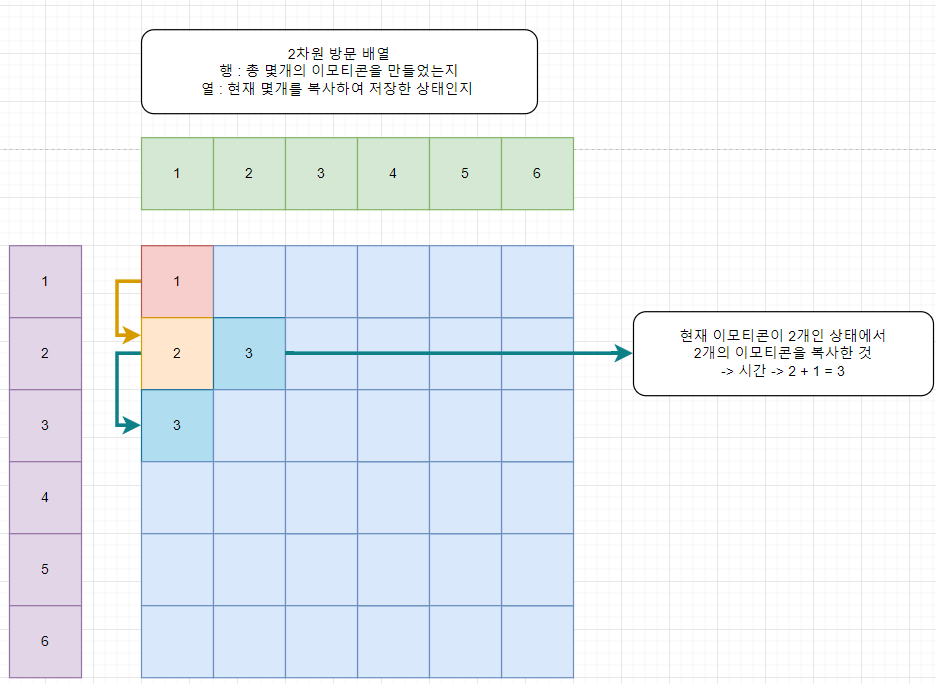 2차원 방문 배열
행 : 총 몇개의 이모티콘을 만들었는지
열 : 현재 몇개를 복사하여 저장한 상태인지
1 2 3 4 5 6
1 1
2 2 3
현재 이모티콘이 2개인 상태에서
2개의 이모티콘을 복사한 것
-> 시간 -> 2 + 1 = 3
3 3
4
5
6